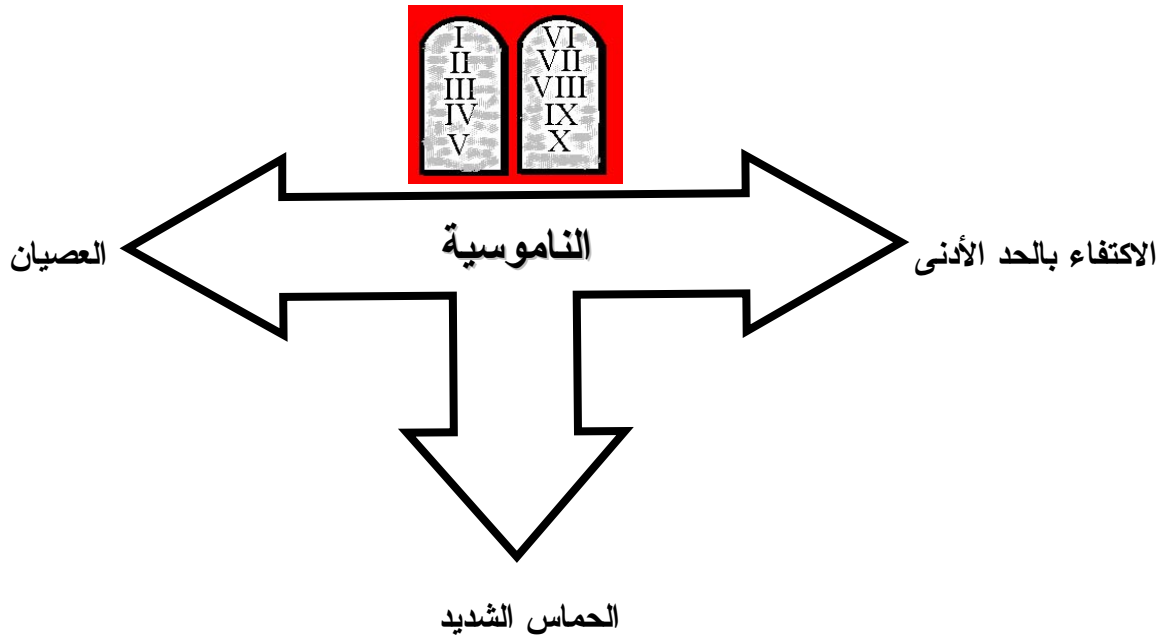 I
II
III
IV
V
VI
VII
VIII
IX
X
الناموسية
الاكتفاء بالحد الأدنى
العصيان
الحماس الشديد